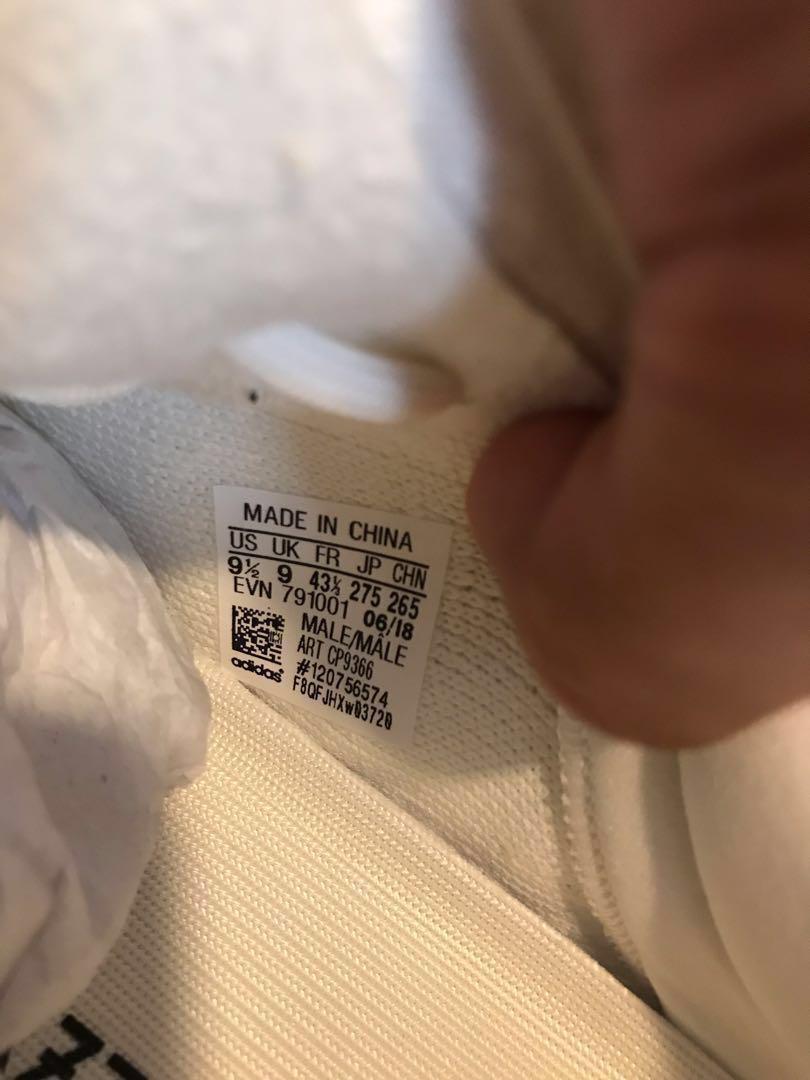 MADE IN CHINA
US UK FR JP CHN
9½ 9 43⅓ 275 265
EVN 791001 06/18
MALE/MÂLE
ART CP9366
#120756574
F8QFJHXw03720
adidas